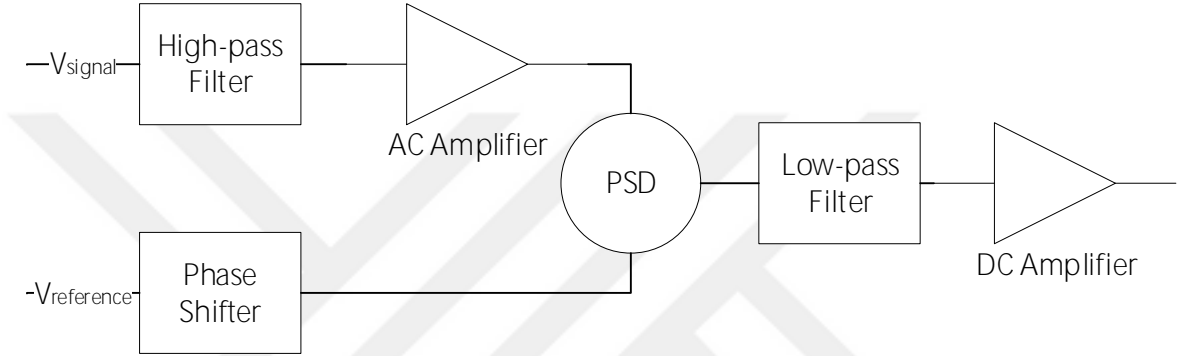 Vsignal
High-pass
Filter
AC Amplifier
PSD
Low-pass
Filter
DC Amplifier
Vreference
Phase
Shifter